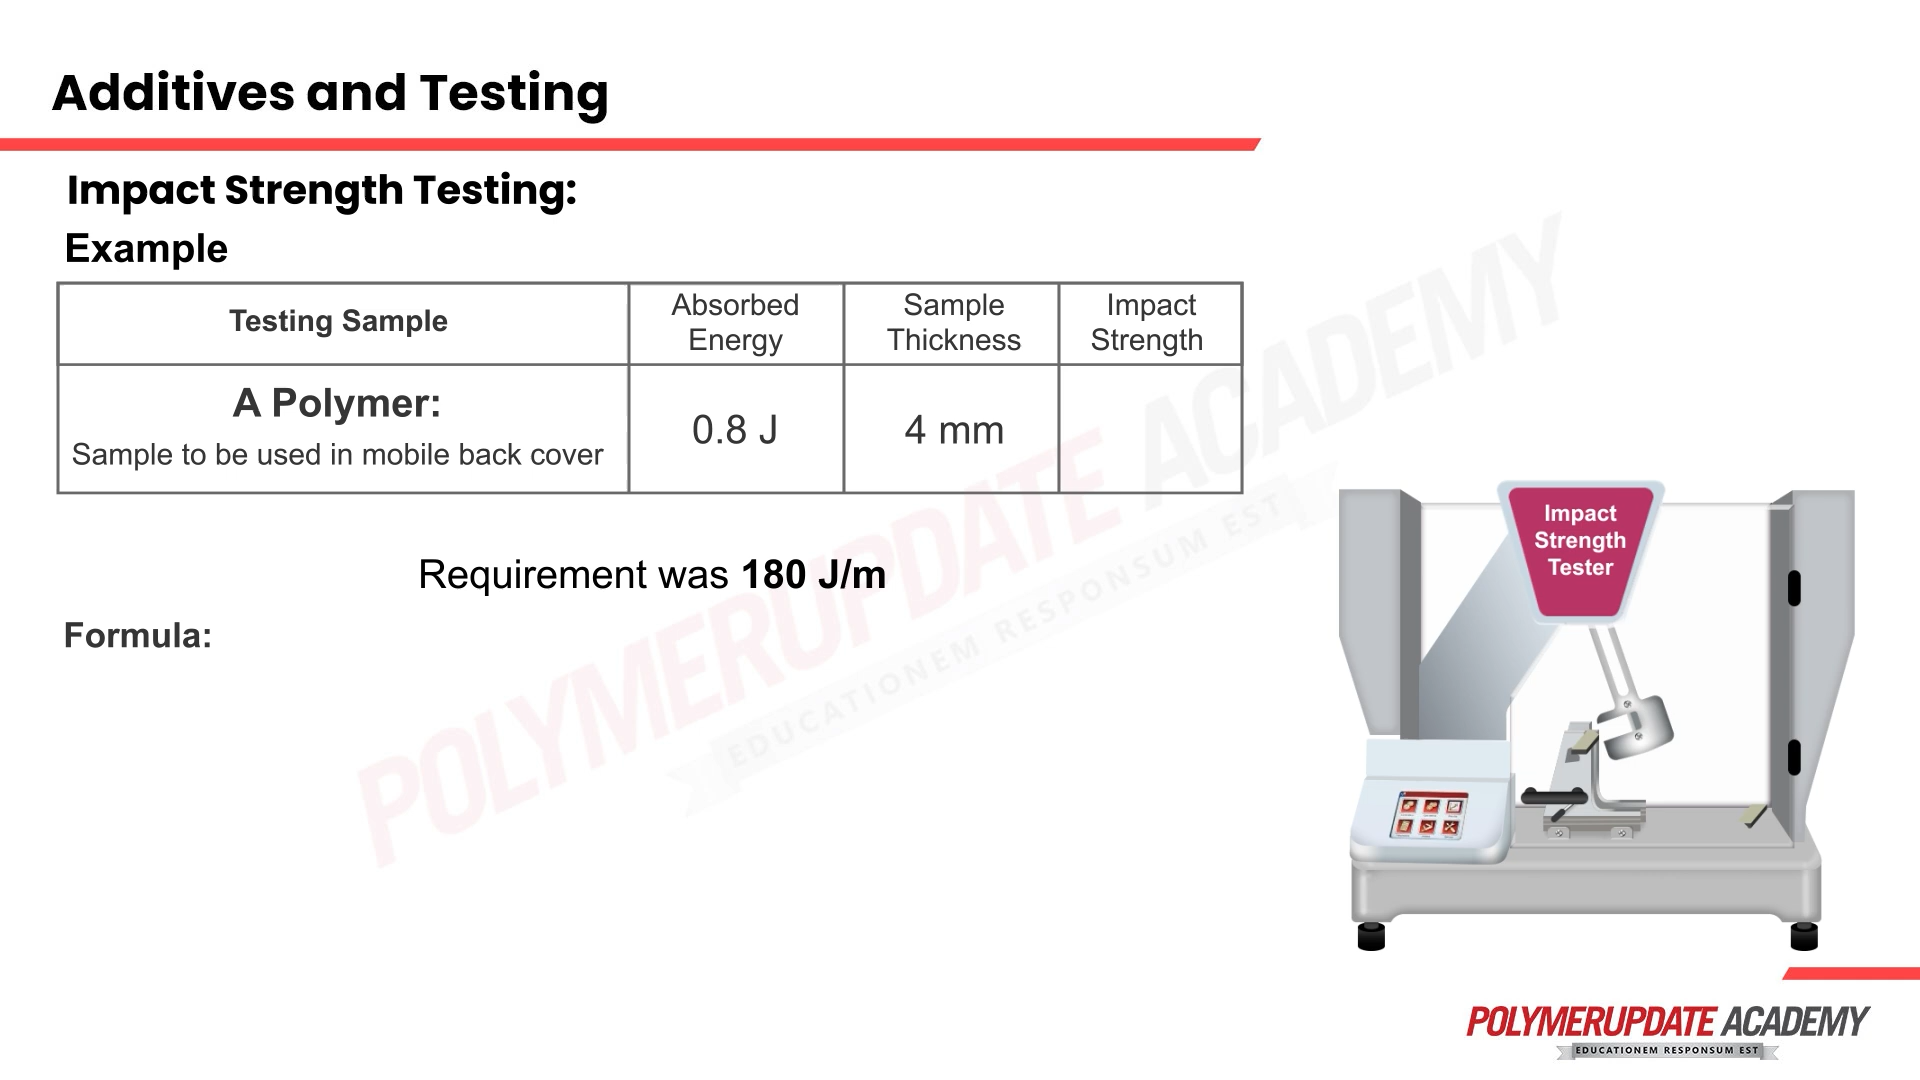 Additives and Testing
Impact Strength Testing:
Example
Testing Sample
Absorbed
Energy
Sample
Thickness
Impact
Strength
A Polymer:
Sample to be used in mobile back cover
0.8 J
4 mm
Requirement was 180 J/m
Formula:
Impact
Strength
Tester
POLYMERUPDATE ACADEMY
EDUCATIONEM RESPONSUM EST
POLYMERUPDATE ACADEMY
EDUCATIONEM RESPONSUM EST